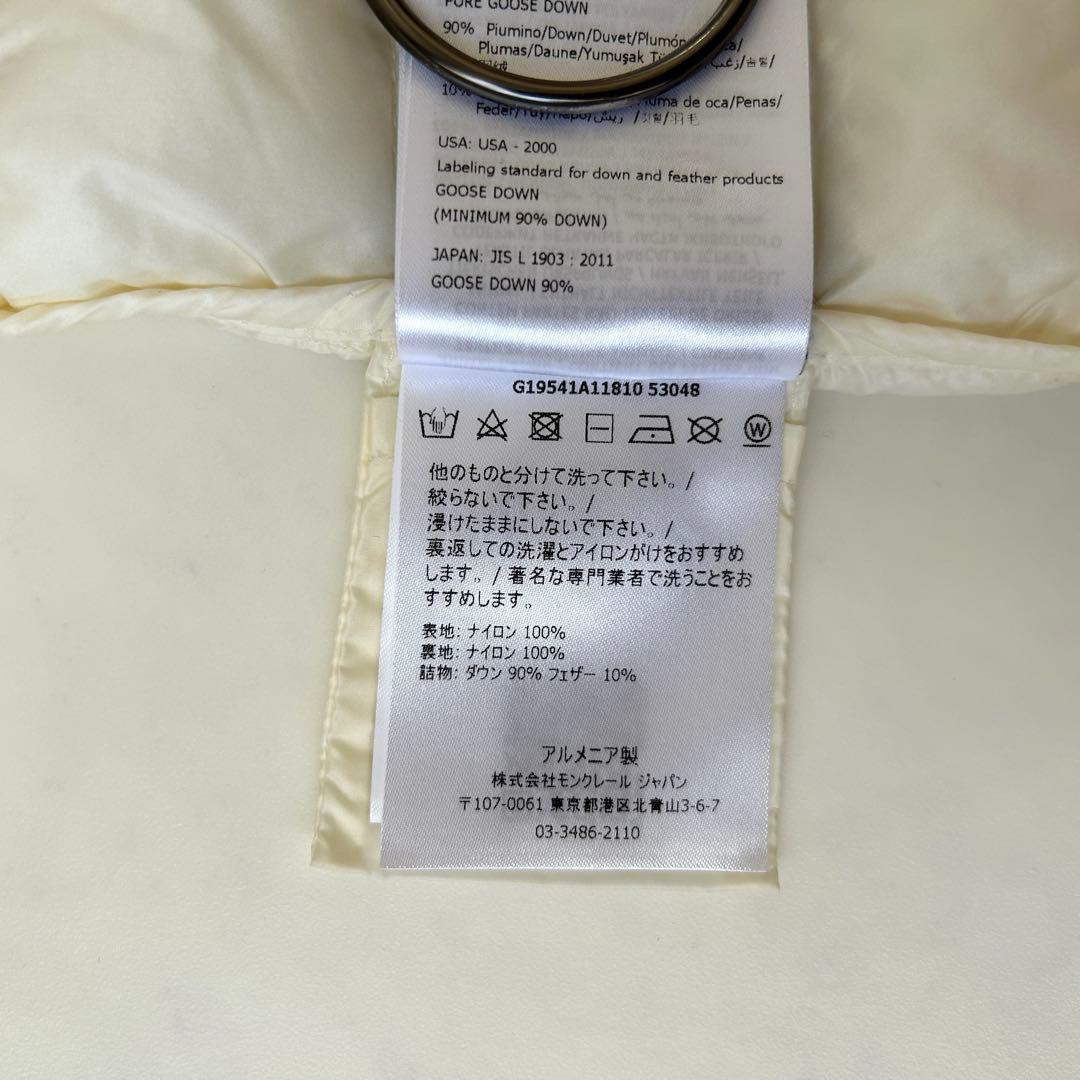 PURE GOOSE DOWN
90% Piumino/Down/Duvet/Plumón
Plumas/Daune/Yumuşak
10%
uma de oca/Penas/
Feder/Tüy/
/羽毛
USA: USA - 2000
Labeling standard for down and feather products
GOOSE DOWN
(MINIMUM 90% DOWN)
JAPAN: JIS L 1903 : 2011
GOOSE DOWN 90%
G19541A11810 53048
W
他のものと分けて洗って下さい。/
絞らないで下さい。/
浸けたままにしないで下さい。/
裏返しての洗濯とアイロンがけをおすすめ
します。/ 著名な専門業者で洗うことをお
すすめします。
表地: ナイロン 100%
裏地: ナイロン 100%
詰物: ダウン 90% フェザー 10%
アルメニア製
株式会社モンクレール ジャパン
〒107-0061 東京都港区北青山3-6-7
03-3486-2110